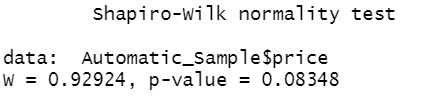 Shapiro-Wilk normality test
data:  Automatic_Sample$price
W = 0.92924, p-value = 0.08348